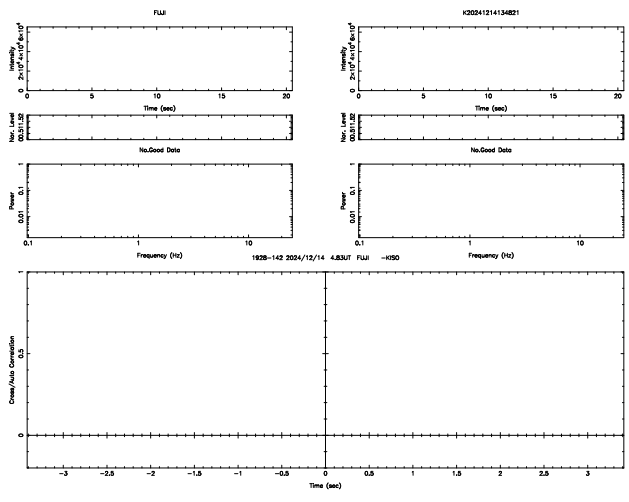 FUJI
K20241214134821
Intensity
0 2×10⁴ 4×10⁴ 6×10⁴
0 5 10 15 20
Time (sec)
Intensity
0 2×10⁴ 4×10⁴ 6×10⁴
0 5 10 15 20
Time (sec)
Nor. Level
00.511.52
Nor. Level
00.511.52
No.Good Data
No.Good Data
Power
0.01 0.1 1
0.1 1 10
Frequency (Hz)
Power
0.01 0.1 1
0.1 1 10
Frequency (Hz)
1928-142 2024/12/14 4.83UT FUJI -KISO
Cross/Auto Correlation
0 0.5 1
-3 -2.5 -2 -1.5 -1 -0.5 0 0.5 1 1.5 2 2.5 3
Time (sec)